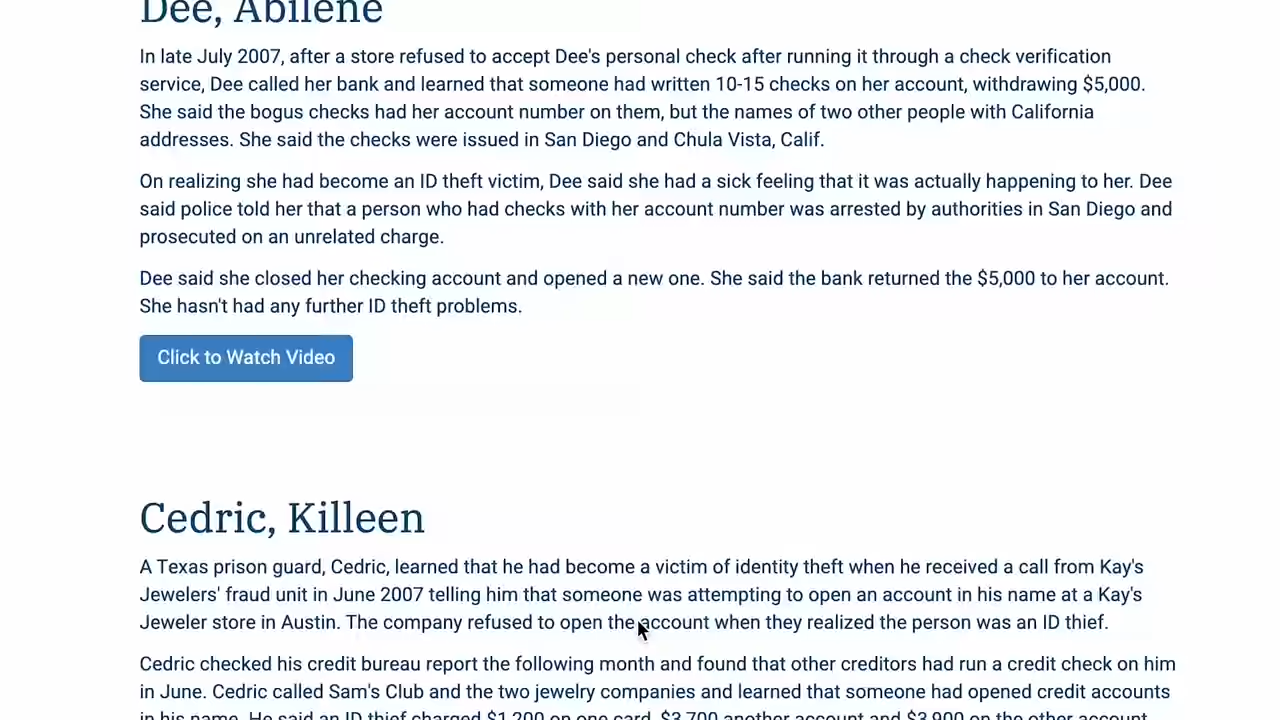 Dee, Abilene
In late July 2007, after a store refused to accept Dee's personal check after running it through a check verification
service, Dee called her bank and learned that someone had written 10-15 checks on her account, withdrawing $5,000.
She said the bogus checks had her account number on them, but the names of two other people with California
addresses. She said the checks were issued in San Diego and Chula Vista, Calif.
On realizing she had become an ID theft victim, Dee said she had a sick feeling that it was actually happening to her. Dee
said police told her that a person who had checks with her account number was arrested by authorities in San Diego and
prosecuted on an unrelated charge.
Dee said she closed her checking account and opened a new one. She said the bank returned the $5,000 to her account.
She hasn't had any further ID theft problems.
Click to Watch Video
Cedric, Killeen
A Texas prison guard, Cedric, learned that he had become a victim of identity theft when he received a call from Kay's
Jewelers' fraud unit in June 2007 telling him that someone was attempting to open an account in his name at a Kay's
Jeweler store in Austin. The company refused to open the account when they realized the person was an ID thief.
Cedric checked his credit bureau report the following month and found that other creditors had run a credit check on him
in June. Cedric called Sam's Club and the two jewelry companies and learned that someone had opened credit accounts
in his name. He said an ID thief charged $1,200 on one card, $3,700 another account and $3,900 on the other account.